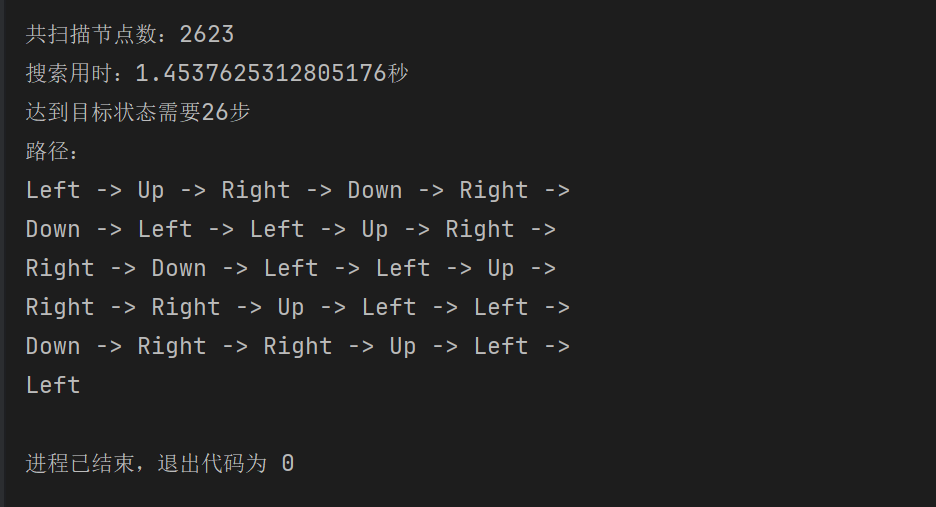 共扫描节点数：2623
搜索用时：1.4537625312805176秒
达到目标状态需要26步
路径：
Left -> Up -> Right -> Down -> Right ->
Down -> Left -> Left -> Up -> Right ->
Right -> Down -> Left -> Left -> Up ->
Right -> Right -> Up -> Left -> Left ->
Down -> Right -> Right -> Up -> Left ->
Left
进程已结束，退出代码为 0